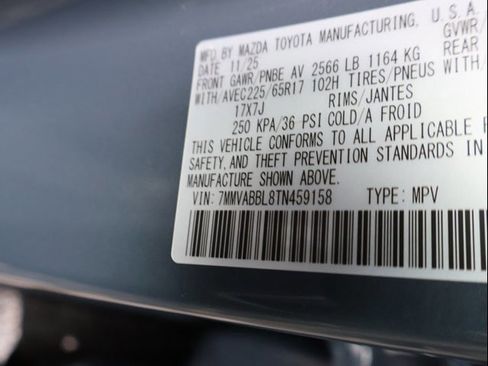 MFD BY MAZDA TOYOTA MANUFACTURING, U.S.A.
DATE 11/25 GVWR/
FRONT GAWR/PNBE AV 2566 LB 1164 KG REAR
WITH/AVEC225/65R17 102H TIRES/PNEUS WITH/
17X7J RIMS/JANTES
250 KPA/36 PSI COLD/A FROID
THIS VEHICLE CONFORMS TO ALL APPLICABLE
SAFETY, AND THEFT PREVENTION STANDARDS IN
MANUFACTURE SHOWN ABOVE.
VIN: 7MMVABBL8TN459158 TYPE: MPV